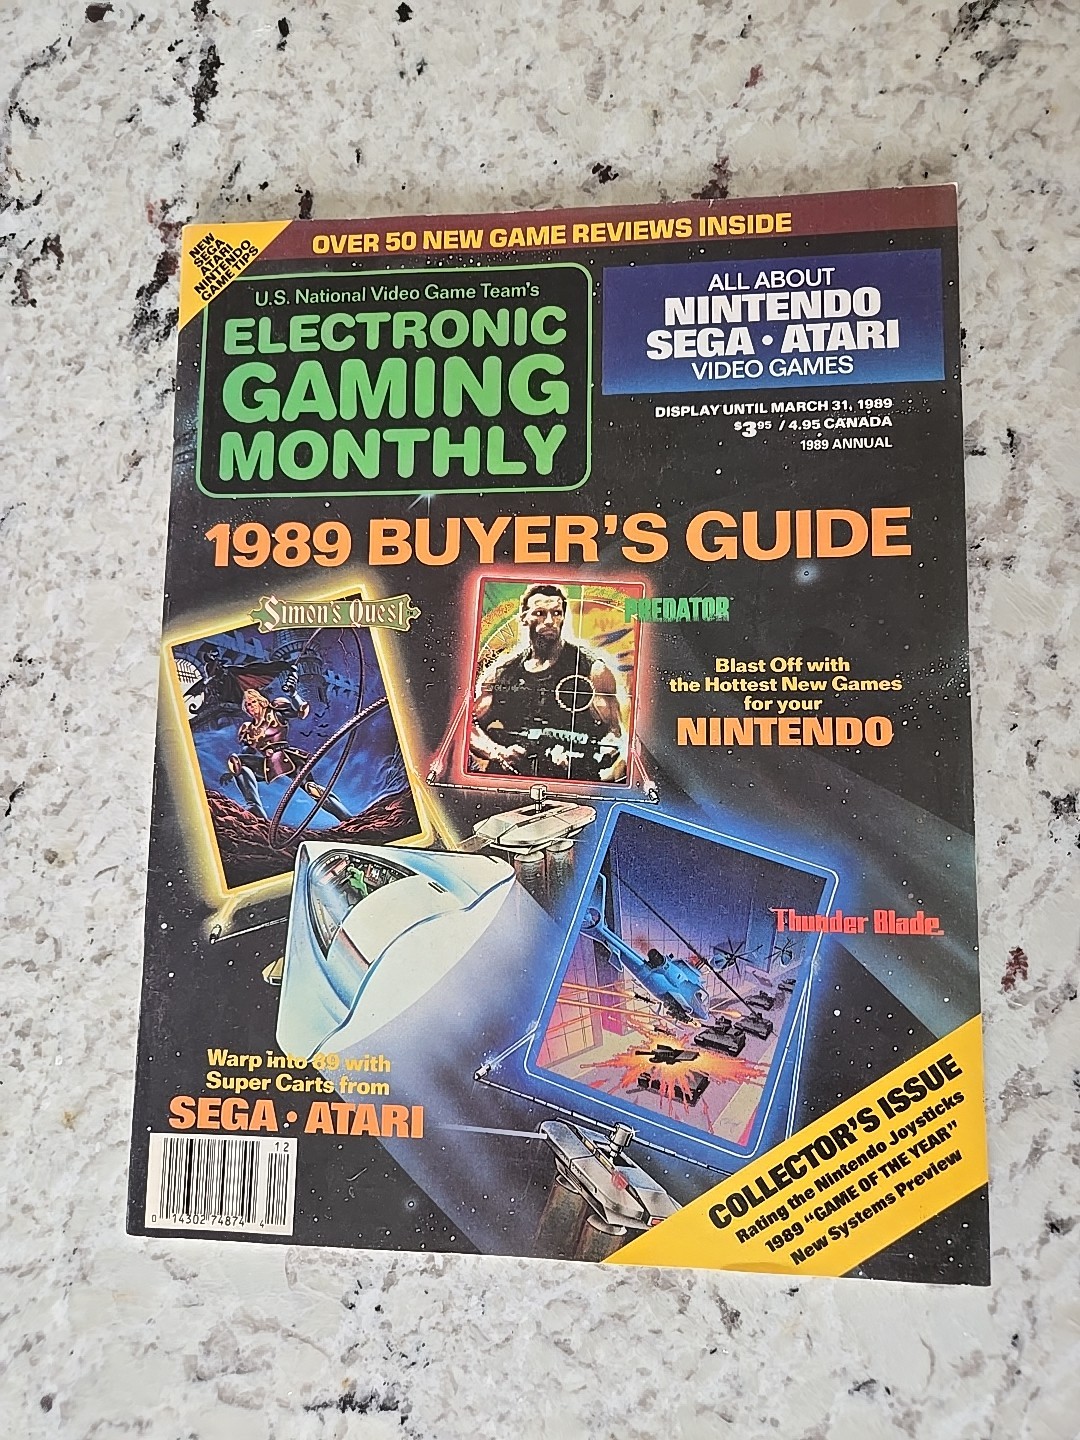 NEW
SEGA
ATARI
NINTENDO
GAME TIPS
OVER 50 NEW GAME REVIEWS INSIDE
U.S. National Video Game Team's
ELECTRONIC
GAMING
MONTHLY
ALL ABOUT
NINTENDO
SEGA • ATARI
VIDEO GAMES
DISPLAY UNTIL MARCH 31, 1989
$3.95 / 4.95 CANADA
1989 ANNUAL
1989 BUYER'S GUIDE
Simon's Quest
PREDATOR
Blast Off with
the Hottest New Games
for your
NINTENDO
Thunder Blade
Warp into 89 with
Super Carts from
SEGA • ATARI
12
0 14302 74874 4
COLLECTOR'S ISSUE
Rating the Nintendo Joysticks
1989 "GAME OF THE YEAR"
New Systems Preview